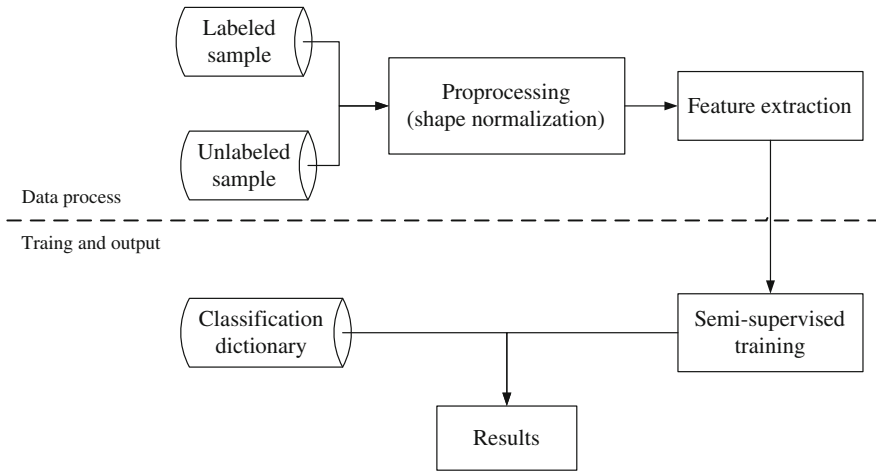 Labeled
sample
Proprocessing
(shape normalization)
Feature extraction
Unlabeled
sample
Data process
Traing and output
Classification
dictionary
Semi-supervised
training
Results